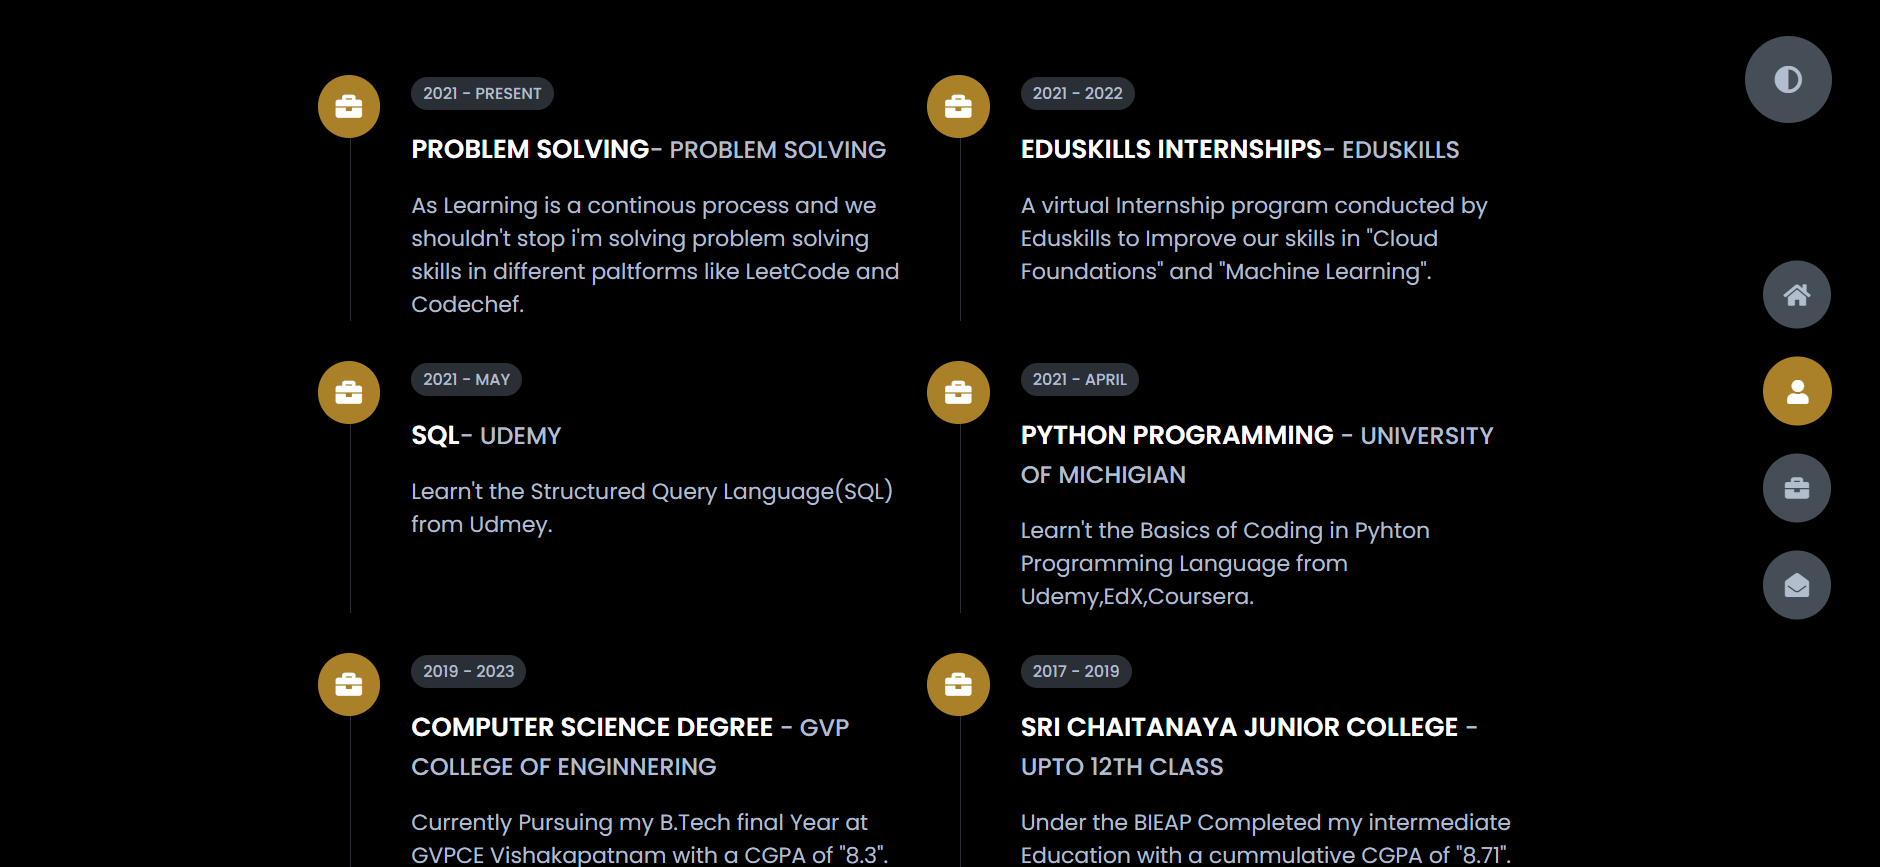 2021 - PRESENT
PROBLEM SOLVING- PROBLEM SOLVING
As Learning is a continous process and we
shouldn't stop i'm solving problem solving
skills in different paltforms like LeetCode and
Codechef.
2021 - 2022
EDUSKILLS INTERNSHIPS- EDUSKILLS
A virtual Internship program conducted by
Eduskills to Improve our skills in "Cloud
Foundations" and "Machine Learning".
2021 - MAY
SQL- UDEMY
Learn't the Structured Query Language(SQL)
from Udmey.
2021 - APRIL
PYTHON PROGRAMMING - UNIVERSITY
OF MICHIGIAN
Learn't the Basics of Coding in Pyhton
Programming Language from
Udemy,EdX,Coursera.
2019 - 2023
COMPUTER SCIENCE DEGREE - GVP
COLLEGE OF ENGINNERING
Currently Pursuing my B.Tech final Year at
GVPCE Vishakapatnam with a CGPA of "8.3".
2017 - 2019
SRI CHAITANAYA JUNIOR COLLEGE -
UPTO 12TH CLASS
Under the BIEAP Completed my intermediate
Education with a cummulative CGPA of "8.71".